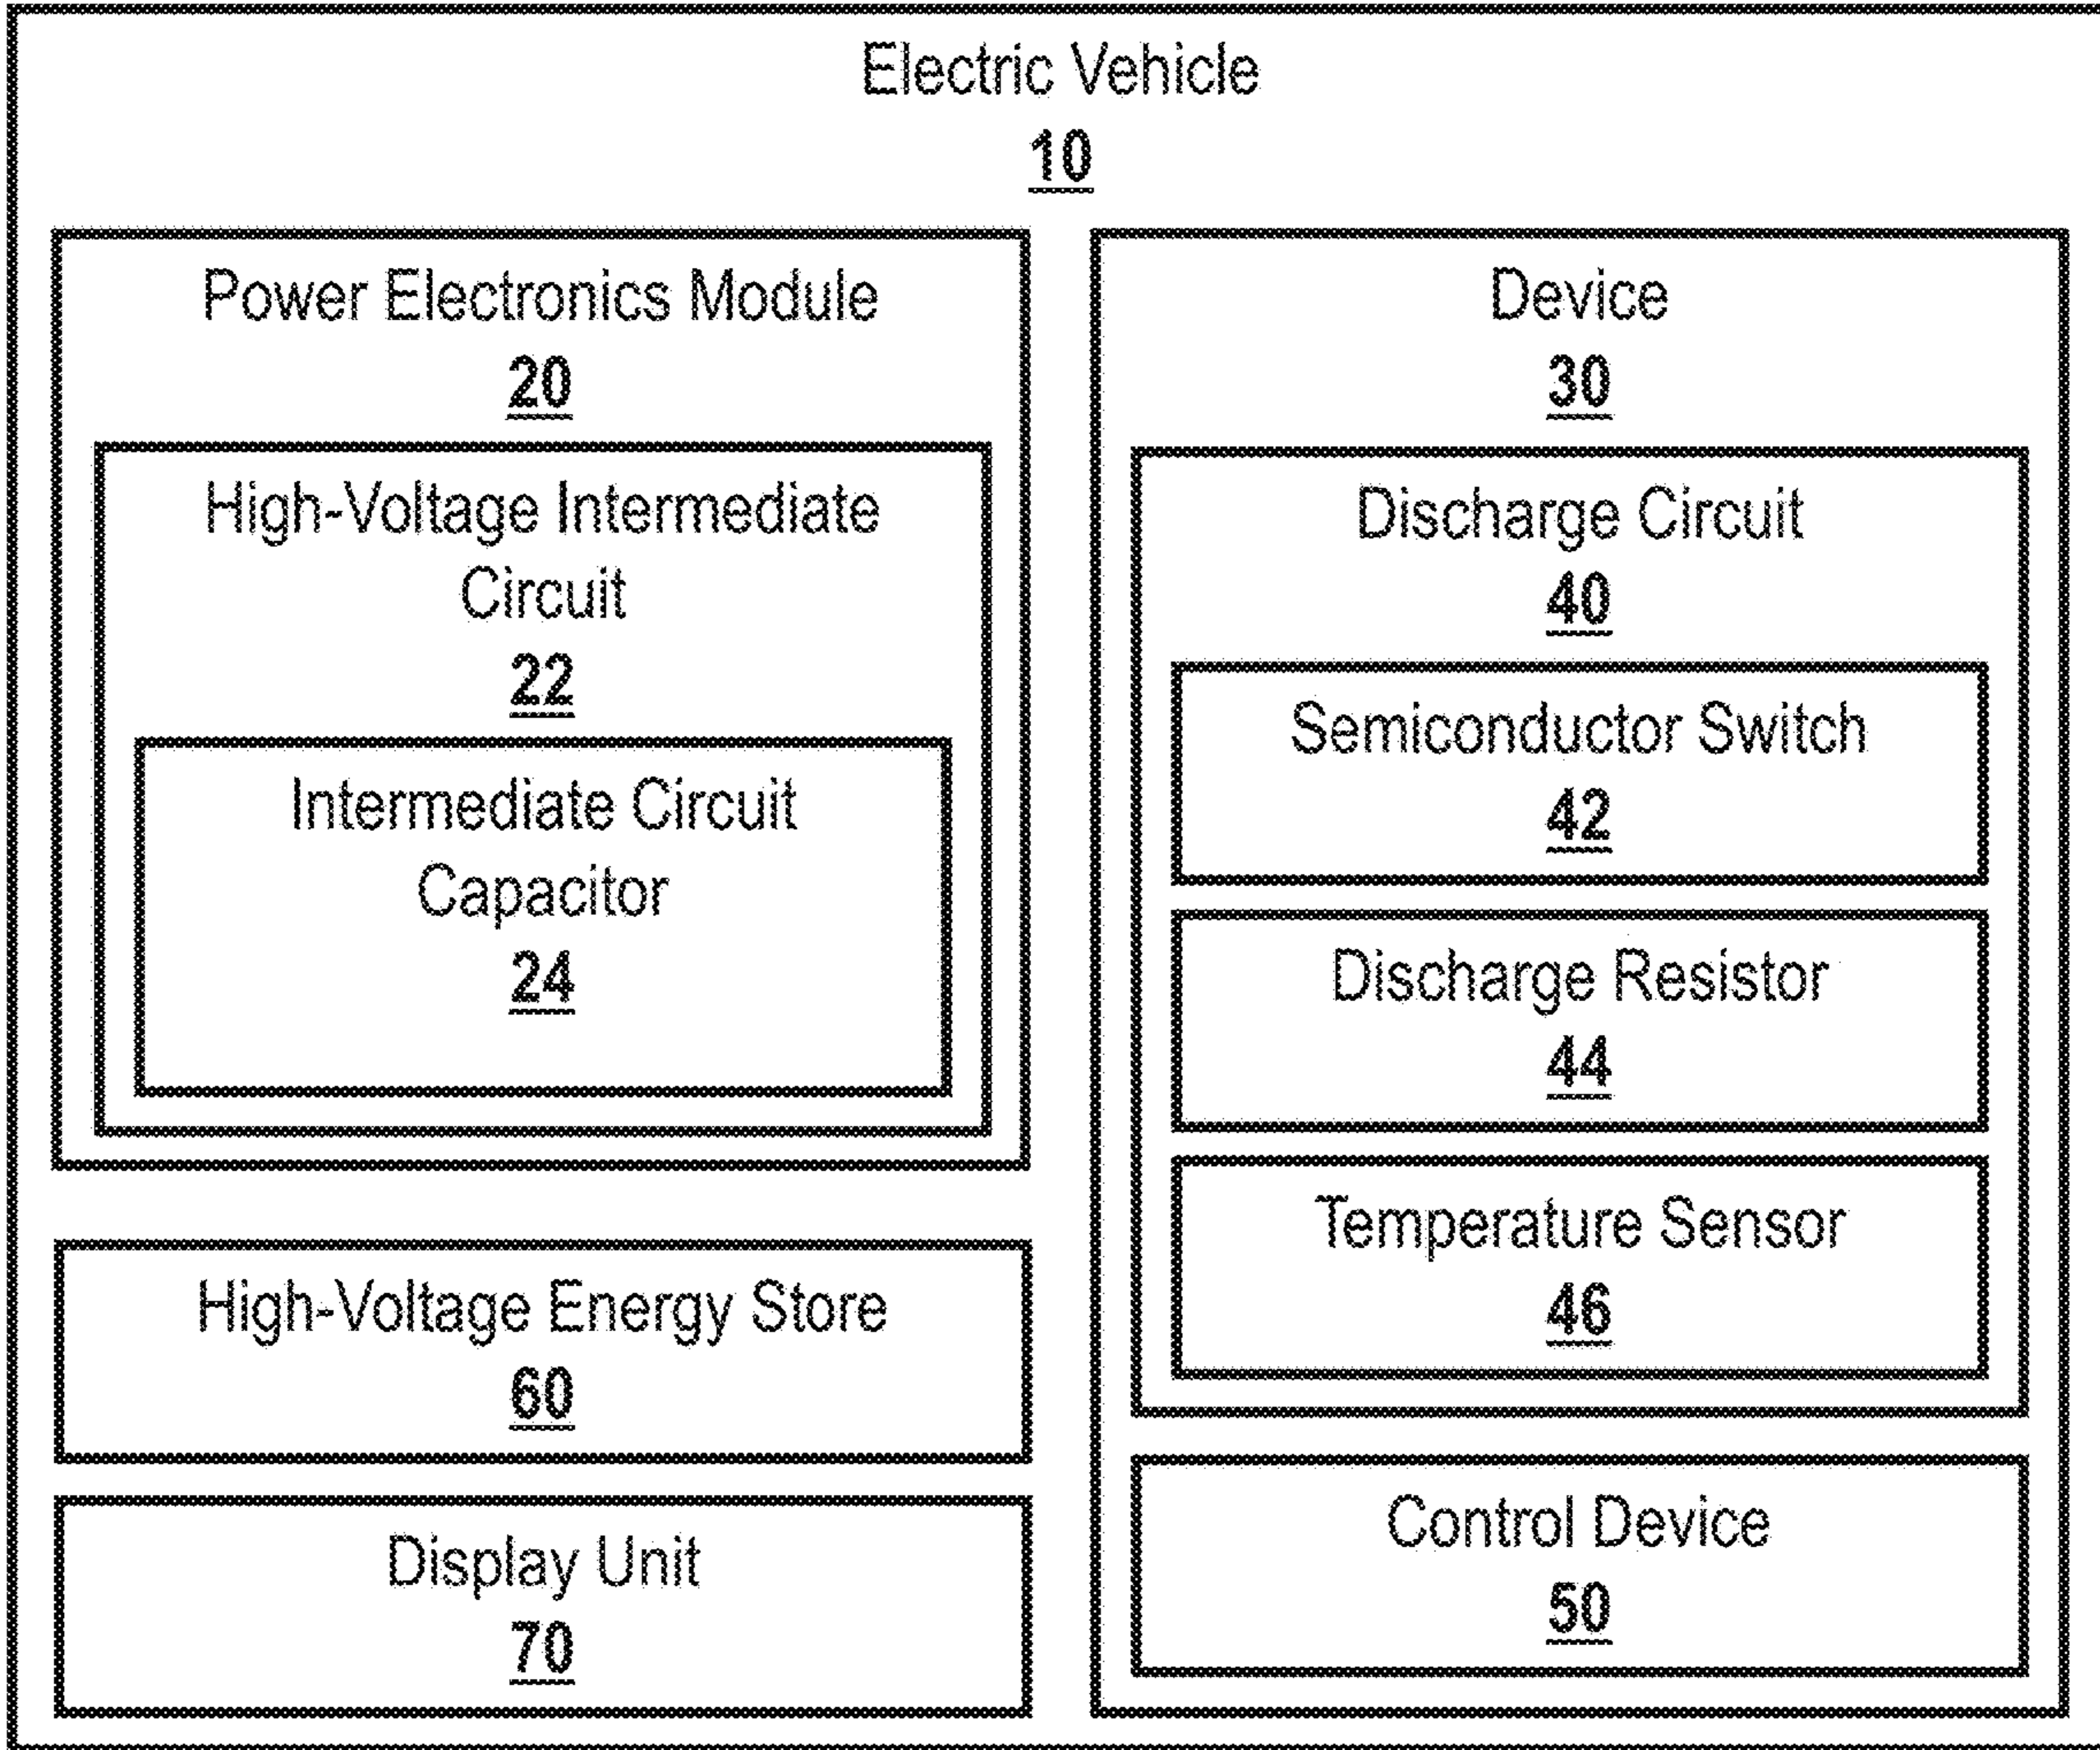 Electric Vehicle
10
Power Electronics Module
20
High-Voltage Intermediate
Circuit
22
Intermediate Circuit
Capacitor
24
High-Voltage Energy Store
60
Display Unit
70
Device
30
Discharge Circuit
40
Semiconductor Switch
42
Discharge Resistor
44
Temperature Sensor
46
Control Device
50